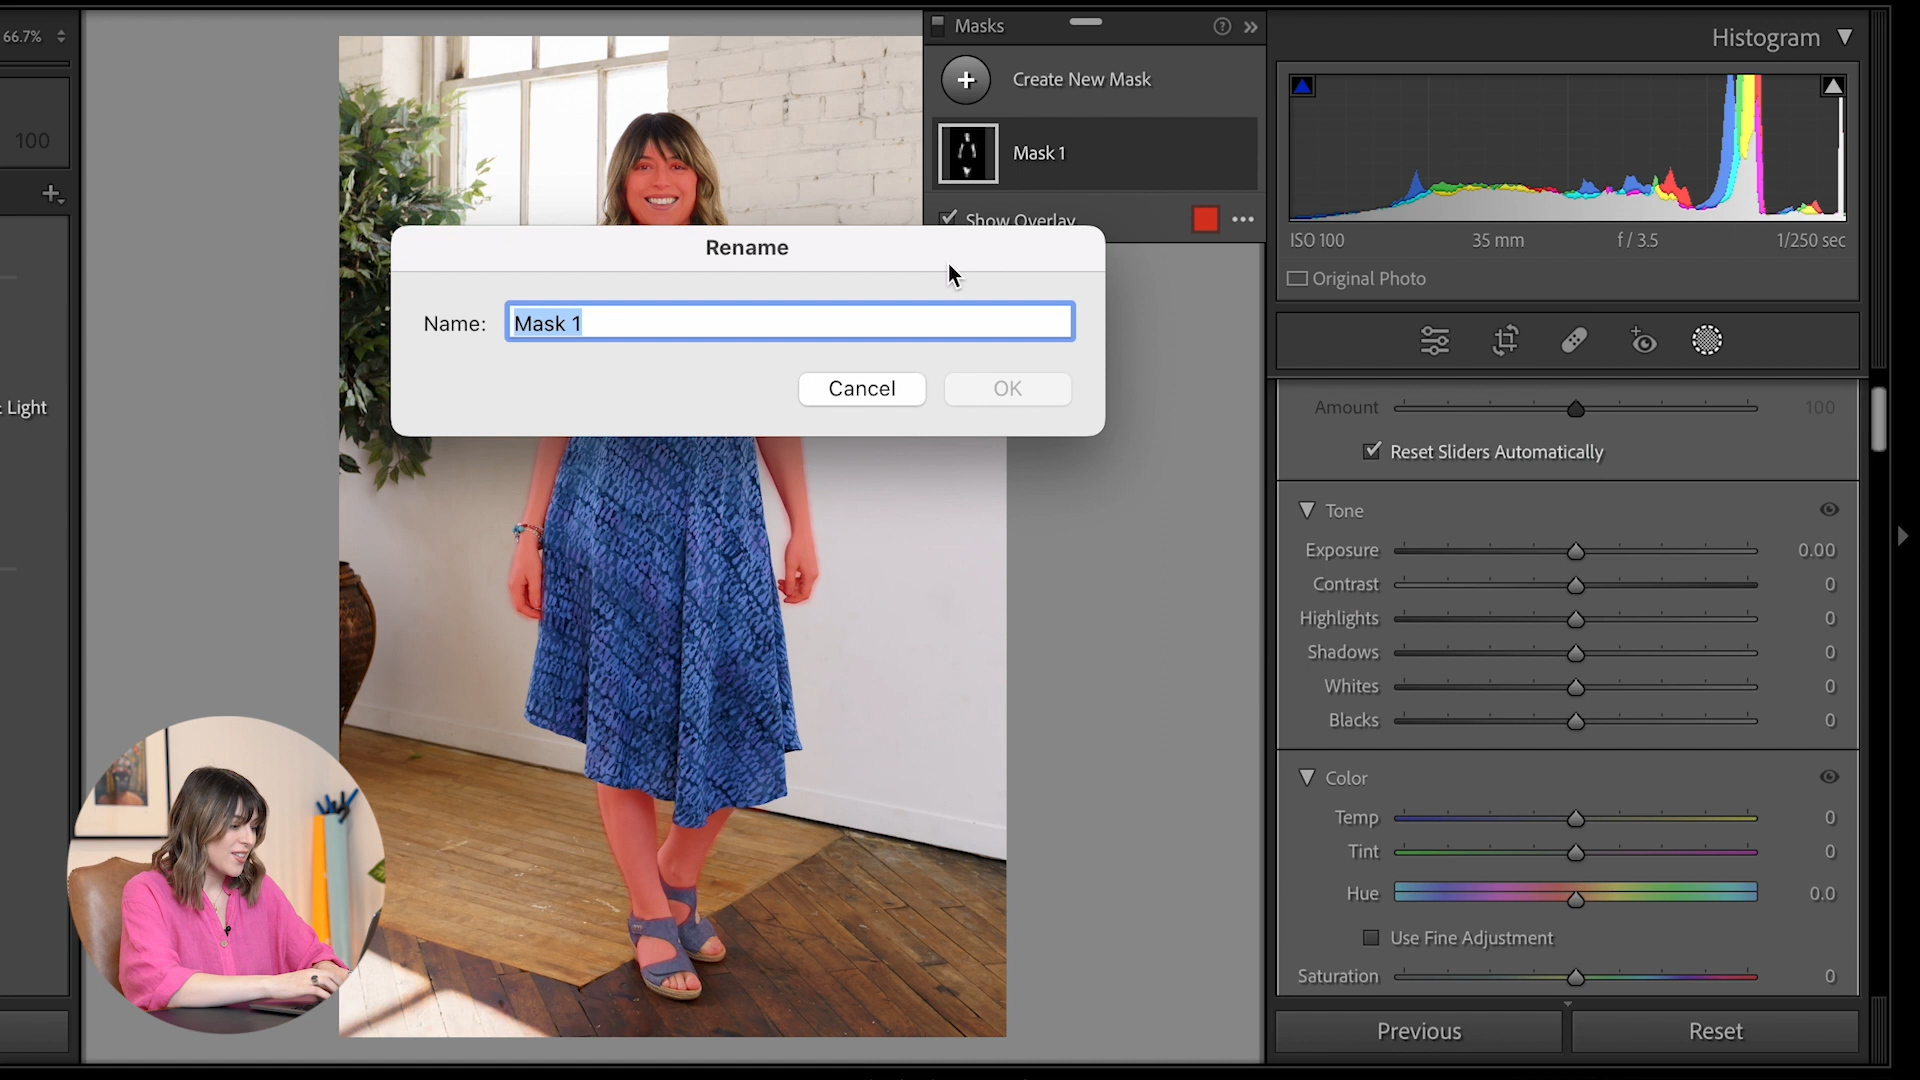 66.7%
100
: Light
Masks
Create New Mask
Mask 1
Show Overlay
Rename
Name:
Mask 1
Cancel
OK
Histogram
ISO 100
35 mm
f / 3.5
1/250 sec
Original Photo
Amount
100
Reset Sliders Automatically
Tone
Exposure
0.00
Contrast
0
Highlights
0
Shadows
0
Whites
0
Blacks
0
Color
Temp
0
Tint
0
Hue
0.0
Use Fine Adjustment
Saturation
0
Previous
Reset